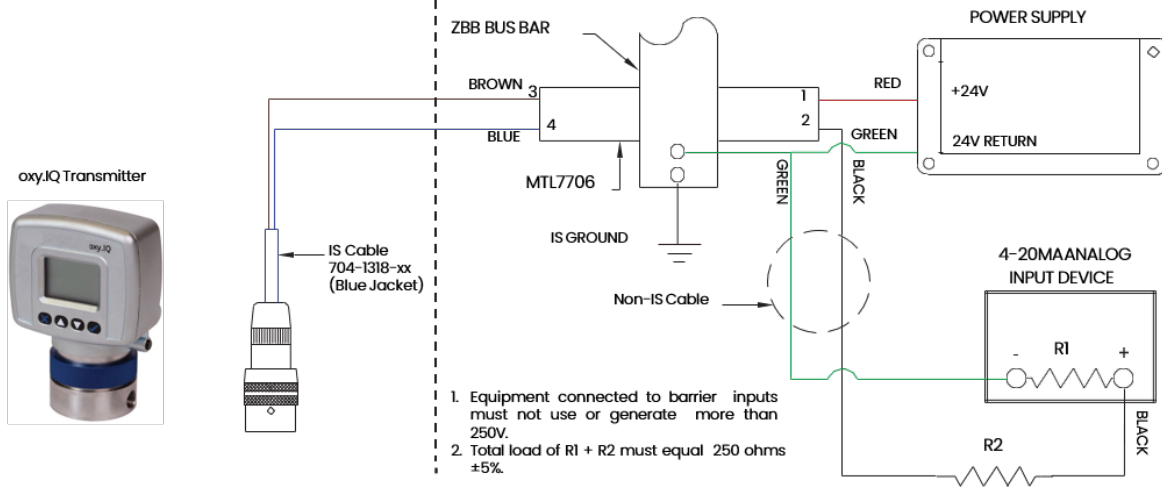 ZBB BUS BAR
POWER SUPPLY
BROWN
3
4
BLUE
MTL7706
1
2
RED
GREEN
+24V
24V RETURN
GREEN
BLACK
IS GROUND
oxy.IQ Transmitter
oxy.IQ
IS Cable
704-1318-xx
(Blue Jacket)
Non-IS Cable
4-20MA ANALOG
INPUT DEVICE
- R1 +
BLACK
R2
1. Equipment connected to barrier inputs
must not use or generate more than
250V.
2. Total load of R1 + R2 must equal 250 ohms
±5%.